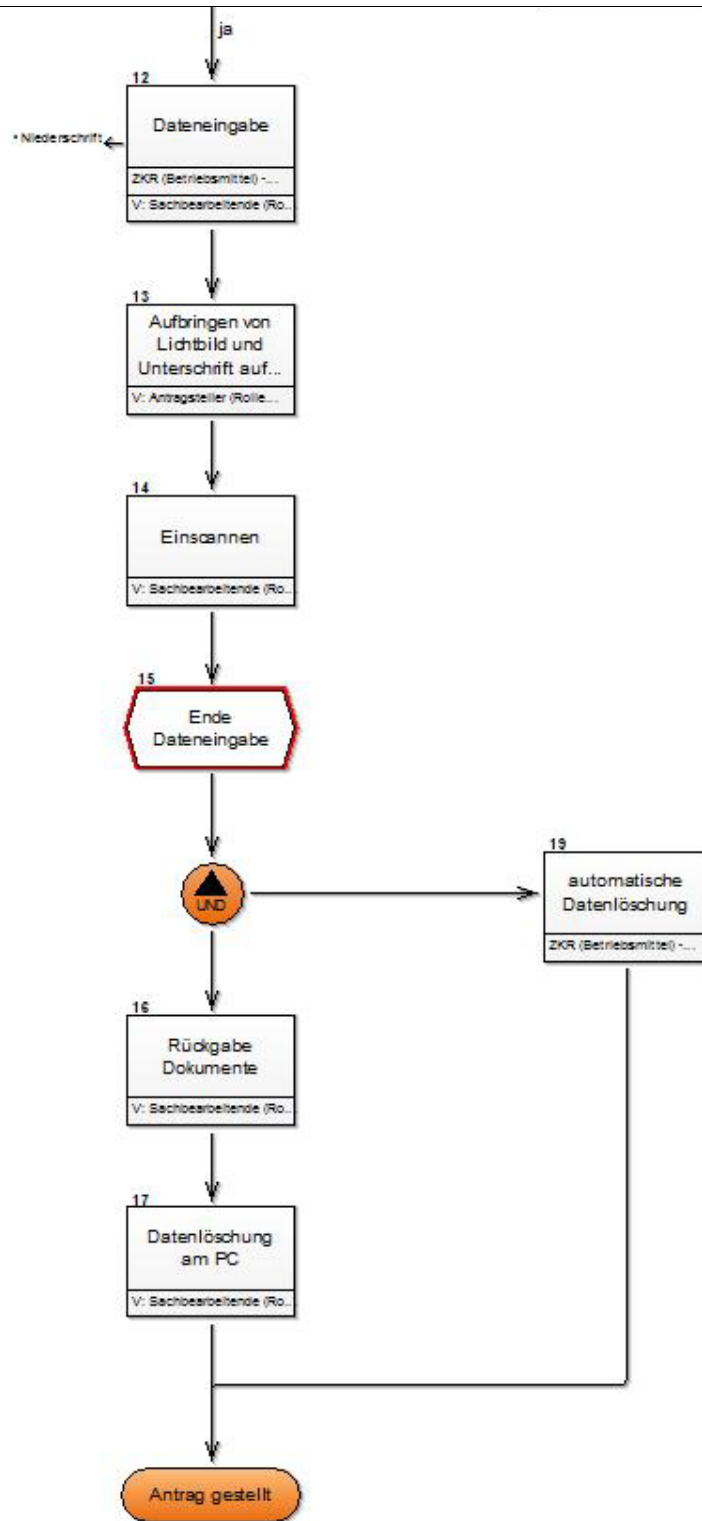 ja
12
Dateneingabe
* Niederschrift
ZKR (Betriebsmittel) -...
V: Sachbearbeitende (Ro...
13
Aufbringen von
Lichtbild und
Unterschrift auf...
V: Antragsteller (Rolle...
14
Einscannen
V: Sachbearbeitende (Ro...
15
Ende
Dateneingabe
UND
19
automatische
Datenlöschung
ZKR (Betriebsmittel) -...
16
Rückgabe
Dokumente
V: Sachbearbeitende (Ro...
17
Datenlöschung
am PC
V: Sachbearbeitende (Ro...
Antrag gestellt